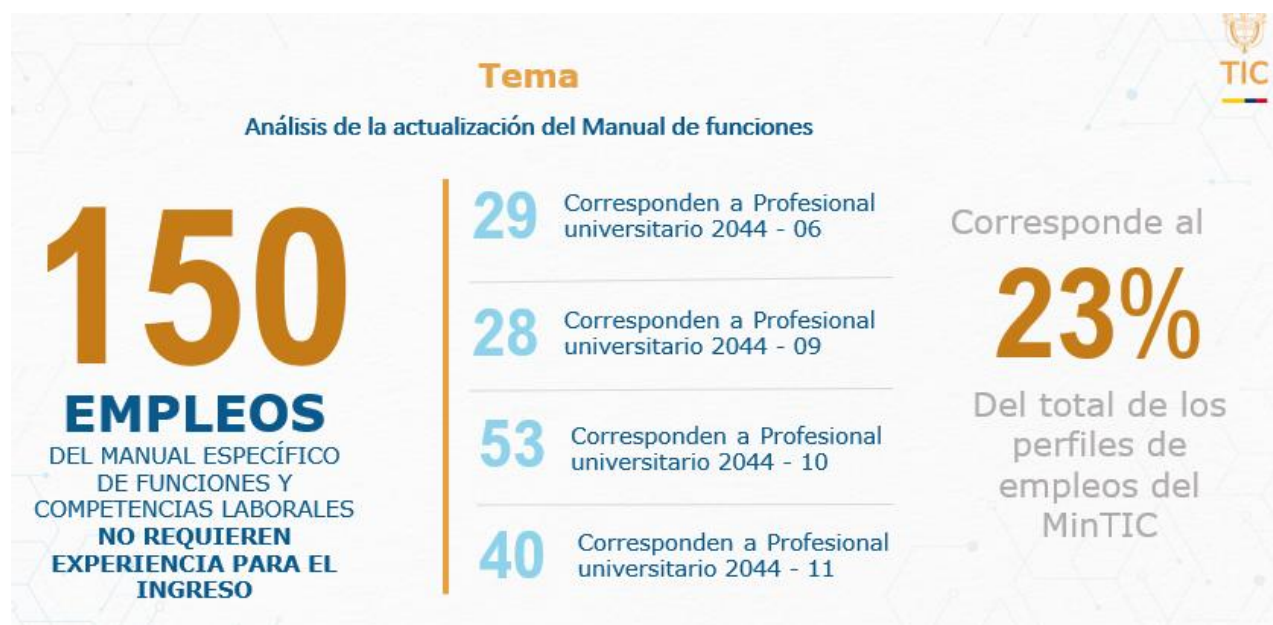 TIC
Tema
Análisis de la actualización del Manual de funciones
150
EMPLEOS
DEL MANUAL ESPECÍFICO
DE FUNCIONES Y
COMPETENCIAS LABORALES
NO REQUIEREN
EXPERIENCIA PARA EL
INGRESO
29
Corresponden a Profesional
universitario 2044 - 06
28
Corresponden a Profesional
universitario 2044 - 09
53
Corresponden a Profesional
universitario 2044 - 10
40
Corresponden a Profesional
universitario 2044 - 11
Corresponde al
23%
Del total de los
perfiles de
empleos del
MinTIC